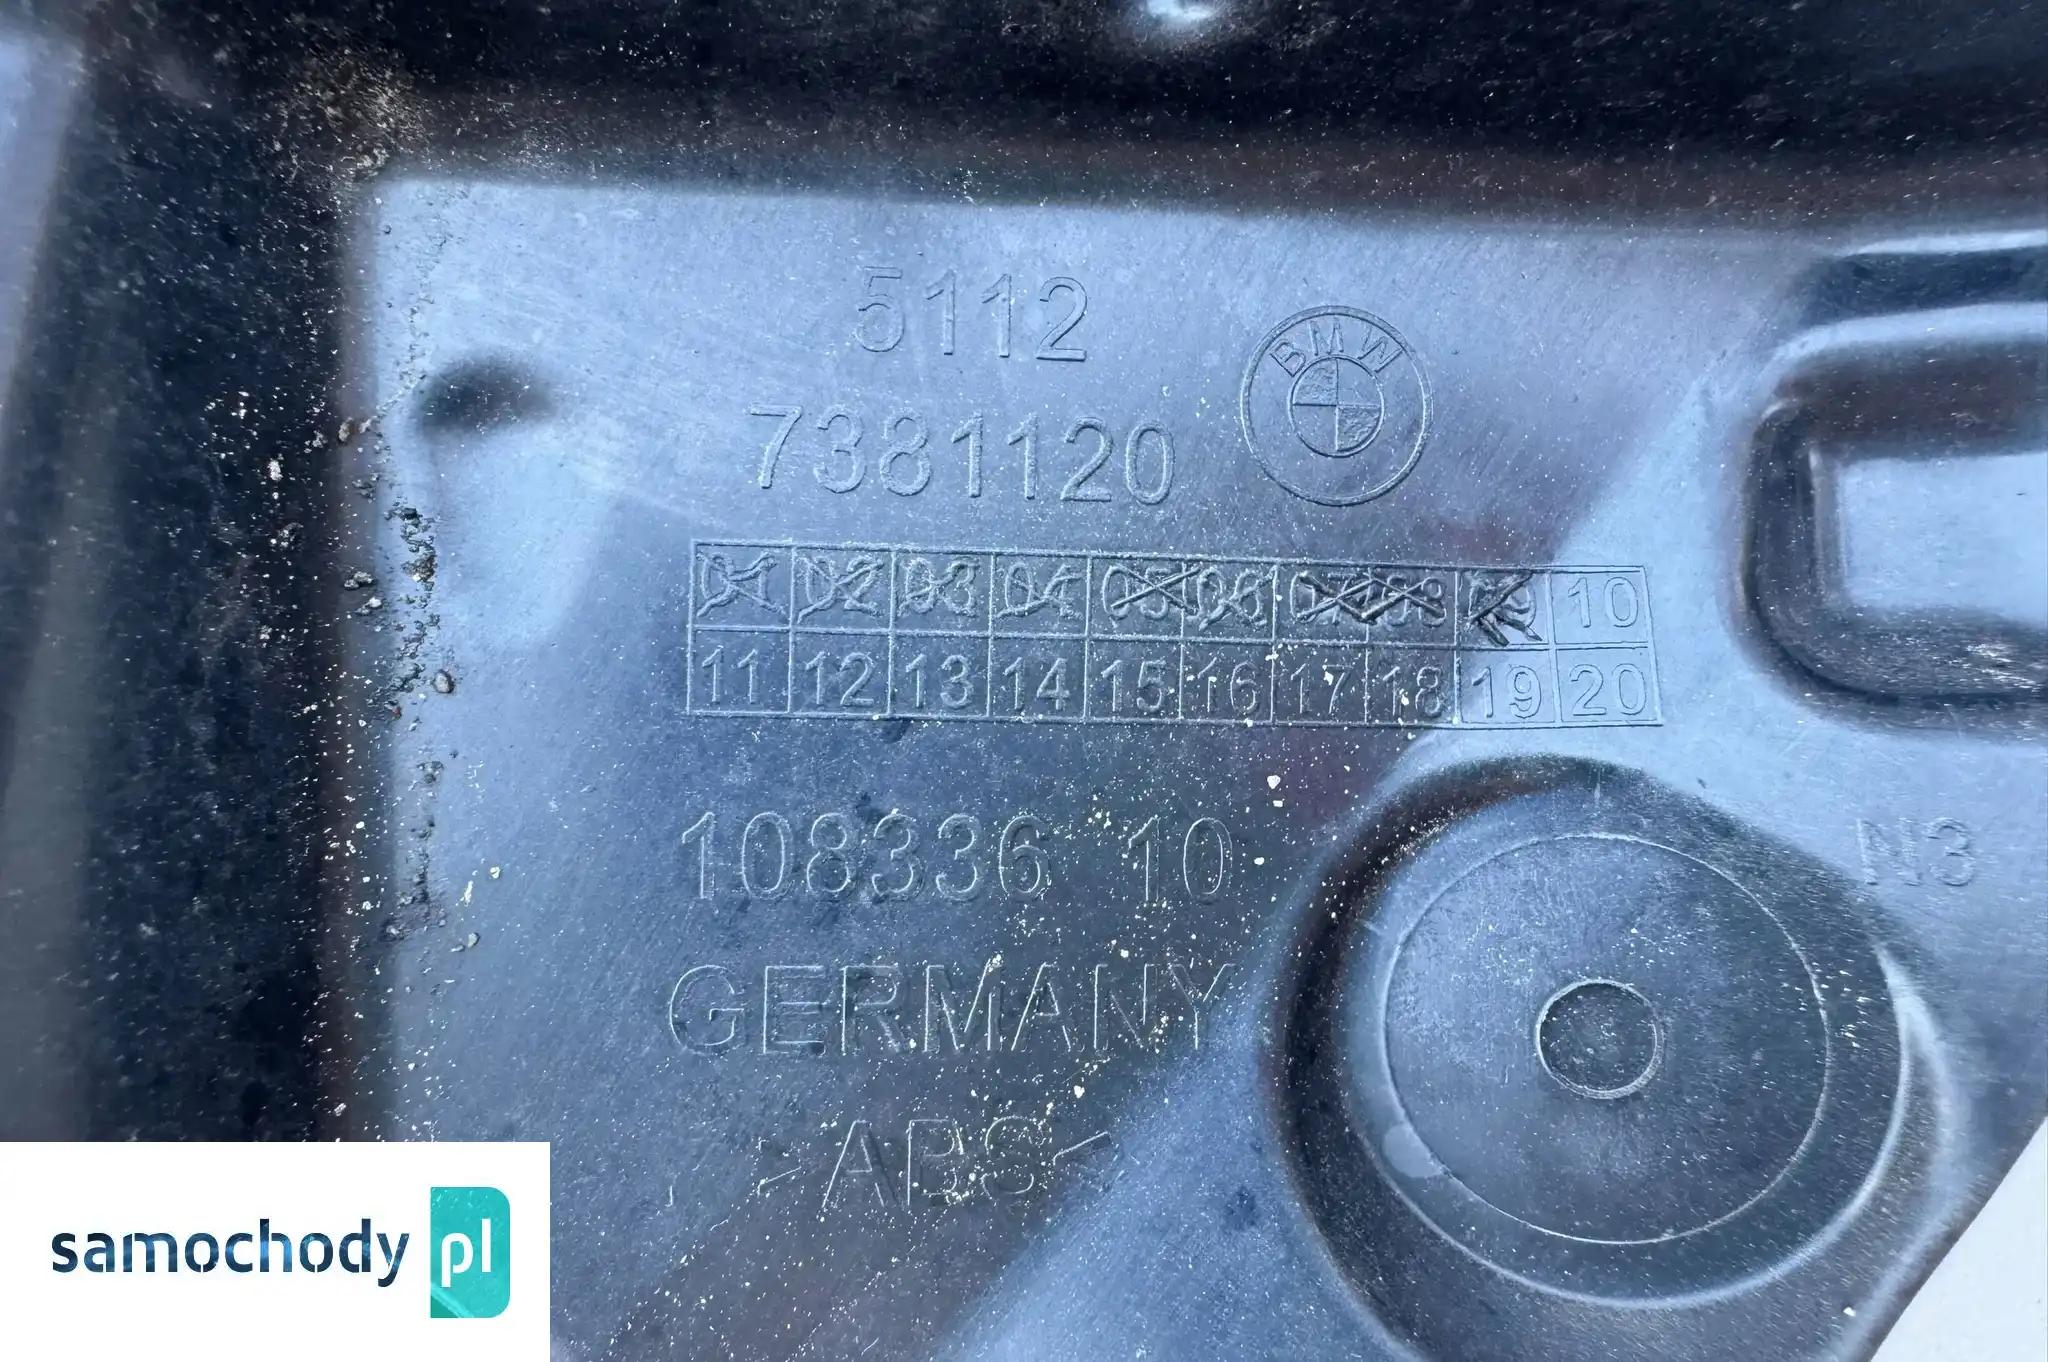 5112
BMW
7381120
01 02 03 04 05 06 07 08 09 10
11 12 13 14 15 16 17 18 19 20
108336 10
N3
GERMANY
>ABS<
samochody pl